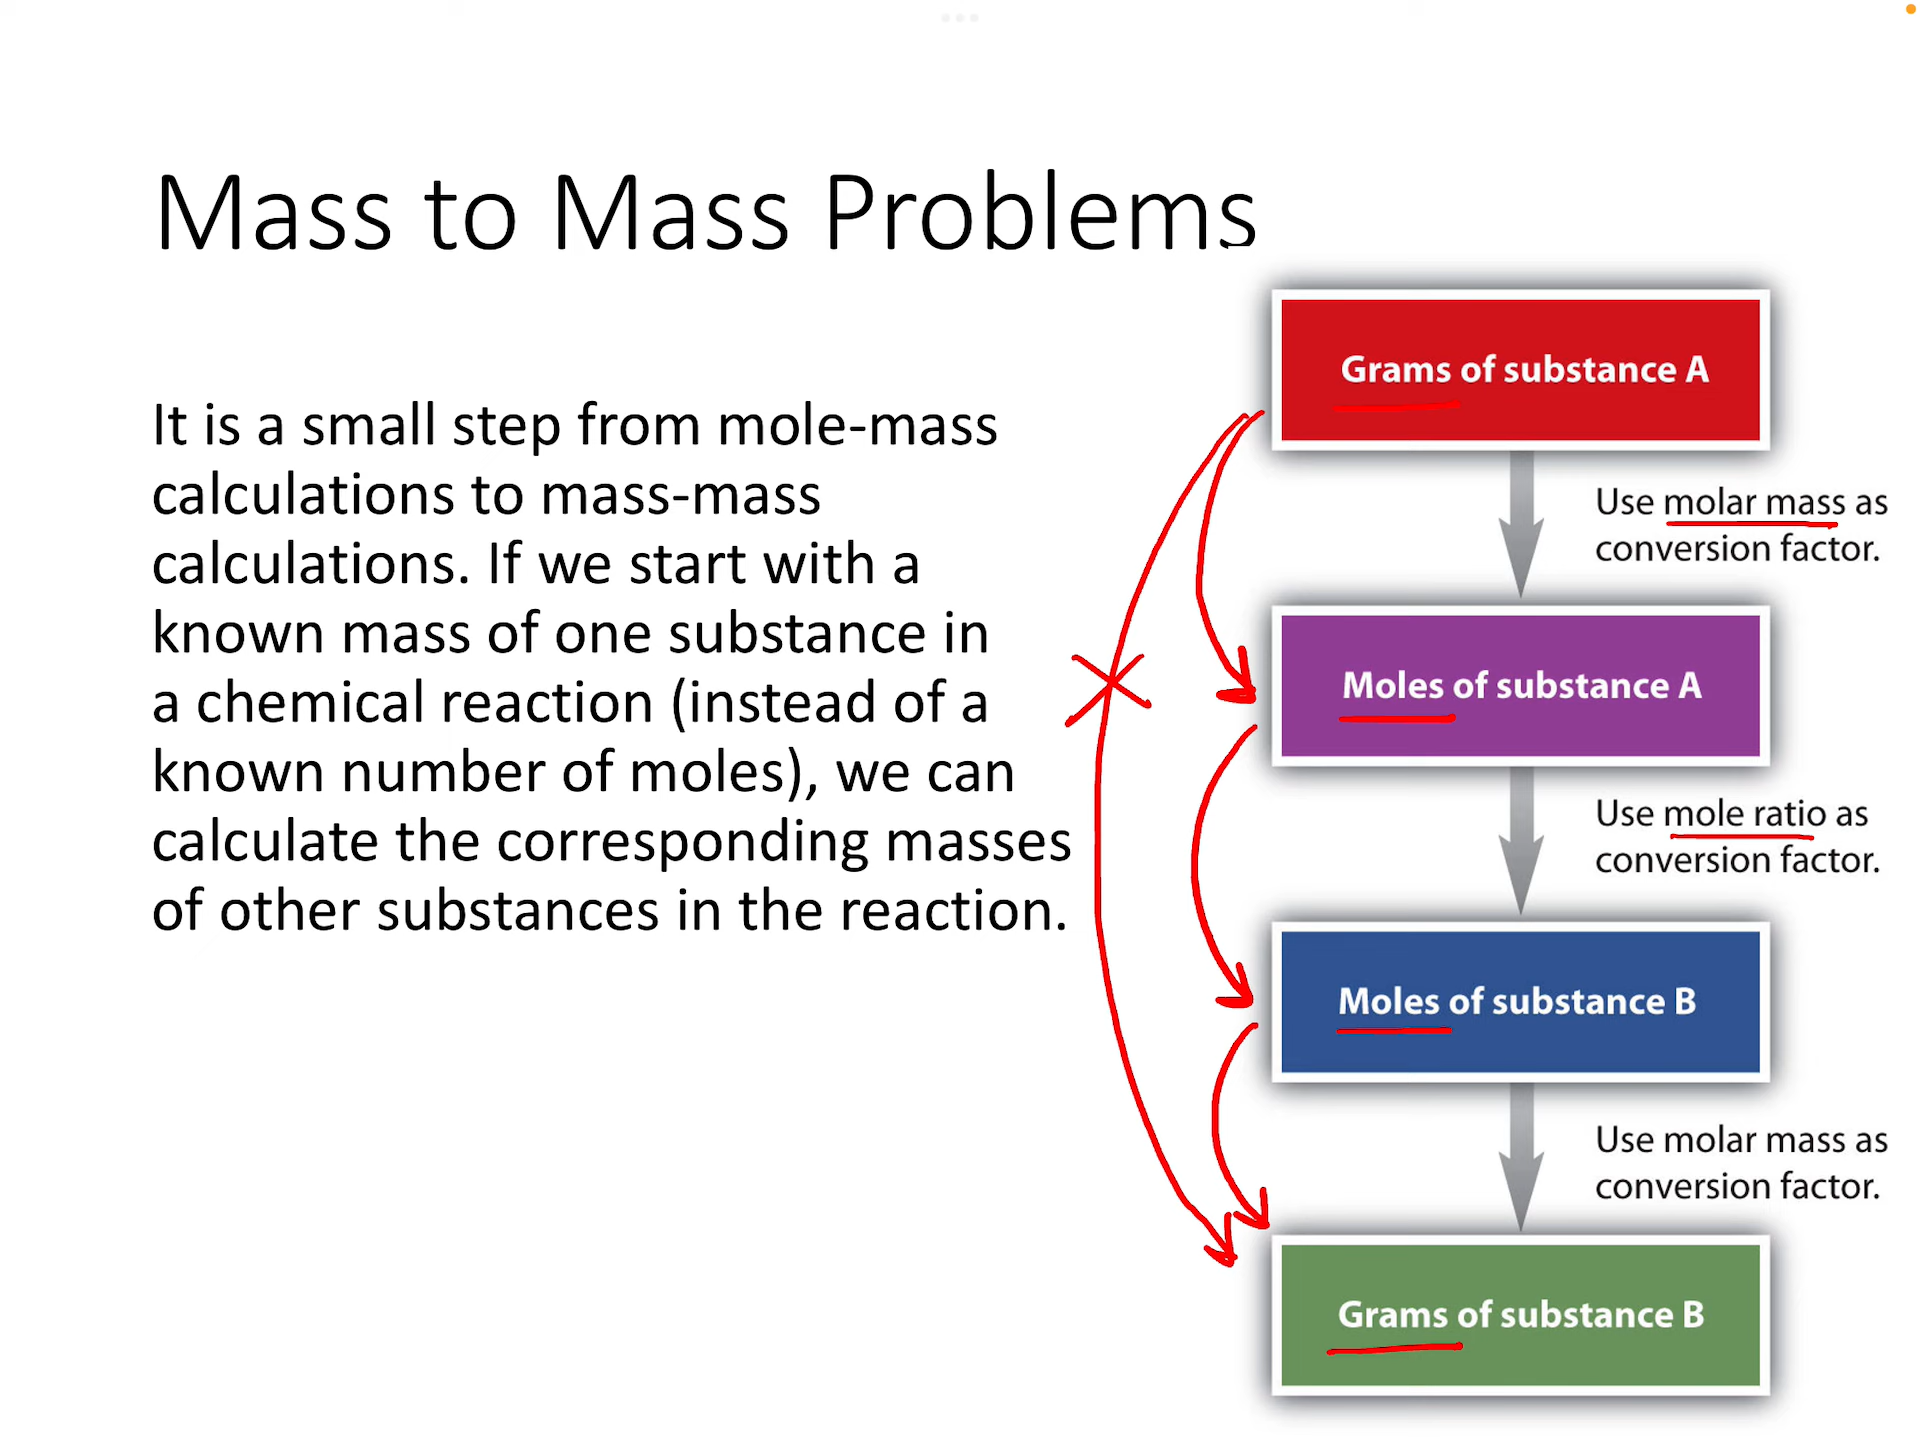 Mass to Mass Problems
It is a small step from mole-mass
calculations to mass-mass
calculations. If we start with a
known mass of one substance in
a chemical reaction (instead of a
known number of moles), we can
calculate the corresponding masses
of other substances in the reaction.
Grams of substance A
Use molar mass as
conversion factor.
Moles of substance A
Use mole ratio as
conversion factor.
Moles of substance B
Use molar mass as
conversion factor.
Grams of substance B